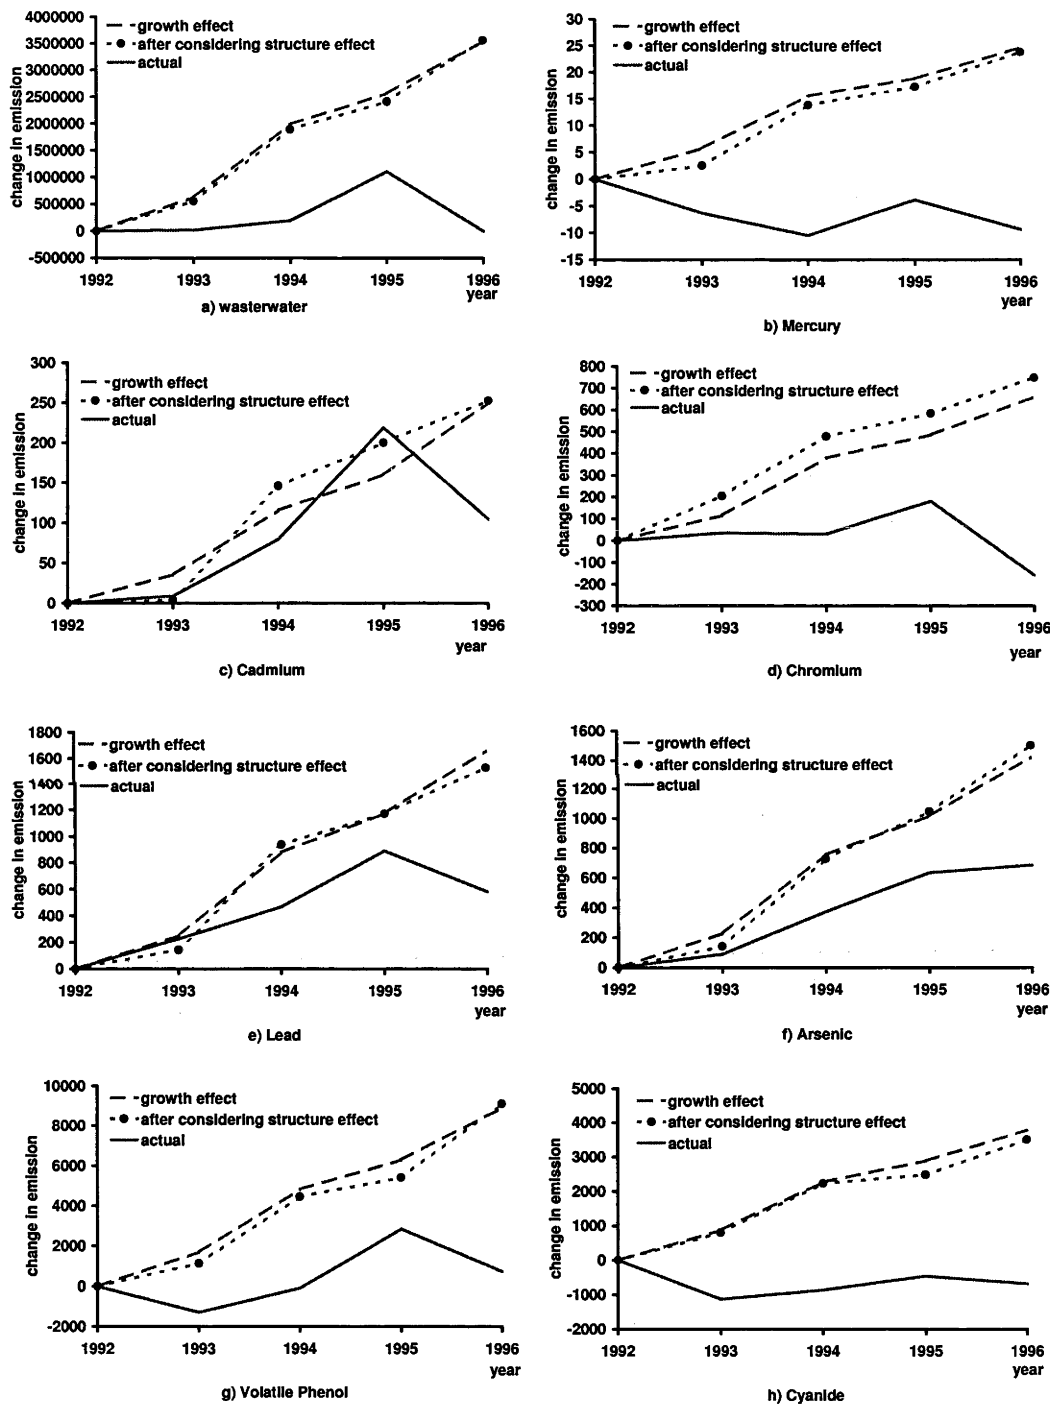 4000000
3500000
3000000
2500000
2000000
1500000
1000000
500000
0
-500000
change in emission
growth effect
after considering structure effect
actual
1992 1993 1994 1995 1996
year
a) wasterwater
30
25
20
15
10
5
0
-5
-10
-15
change in emission
growth effect
after considering structure effect
actual
1992 1993 1994 1995 1996
year
b) Mercury
300
250
200
150
100
50
0
change in emission
growth effect
after considering structure effect
actual
1992 1993 1994 1995 1996
year
c) Cadmium
800
700
600
500
400
300
200
100
0
-100
-200
-300
change in emission
growth effect
after considering structure effect
actual
1992 1993 1994 1995 1996
year
d) Chromium
1800
1600
1400
1200
1000
800
600
400
200
0
change in emission
growth effect
after considering structure effect
actual
1992 1993 1994 1995 1996
year
e) Lead
1600
1400
1200
1000
800
600
400
200
0
change in emission
growth effect
after considering structure effect
actual
1992 1993 1994 1995 1996
year
f) Arsenic
10000
8000
6000
4000
2000
0
-2000
change in emission
growth effect
after considering structure effect
actual
1992 1993 1994 1995 1996
year
g) Volatile Phenol
5000
4000
3000
2000
1000
0
-1000
-2000
change in emission
growth effect
after considering structure effect
actual
1992 1993 1994 1995 1996
year
h) Cyanide